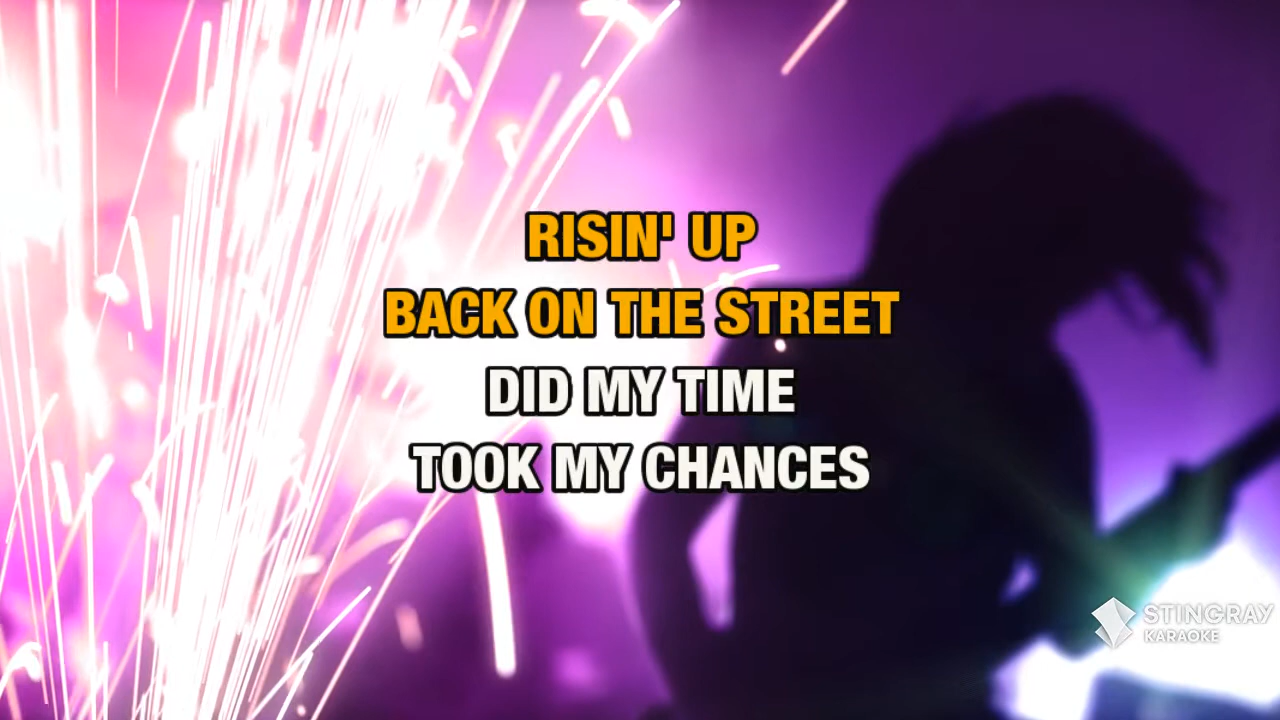 RISIN' UP
BACK ON THE STREET
DID MY TIME
TOOK MY CHANCES
STINGRAY
KARAOKE